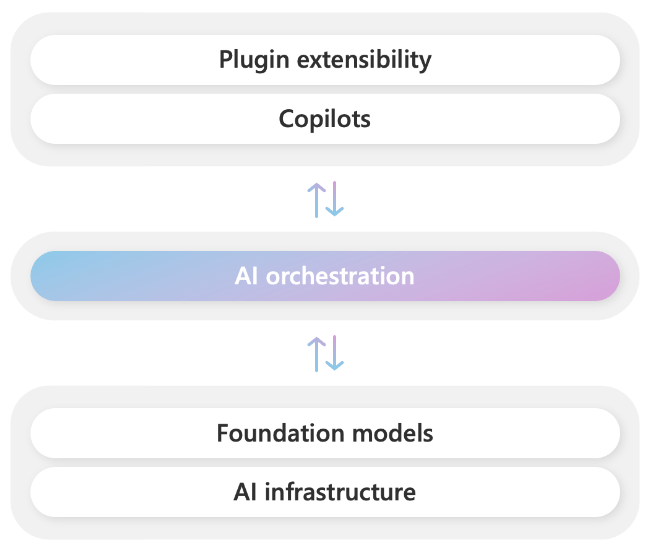 Plugin extensibility
Copilots
AI orchestration
Foundation models
AI infrastructure